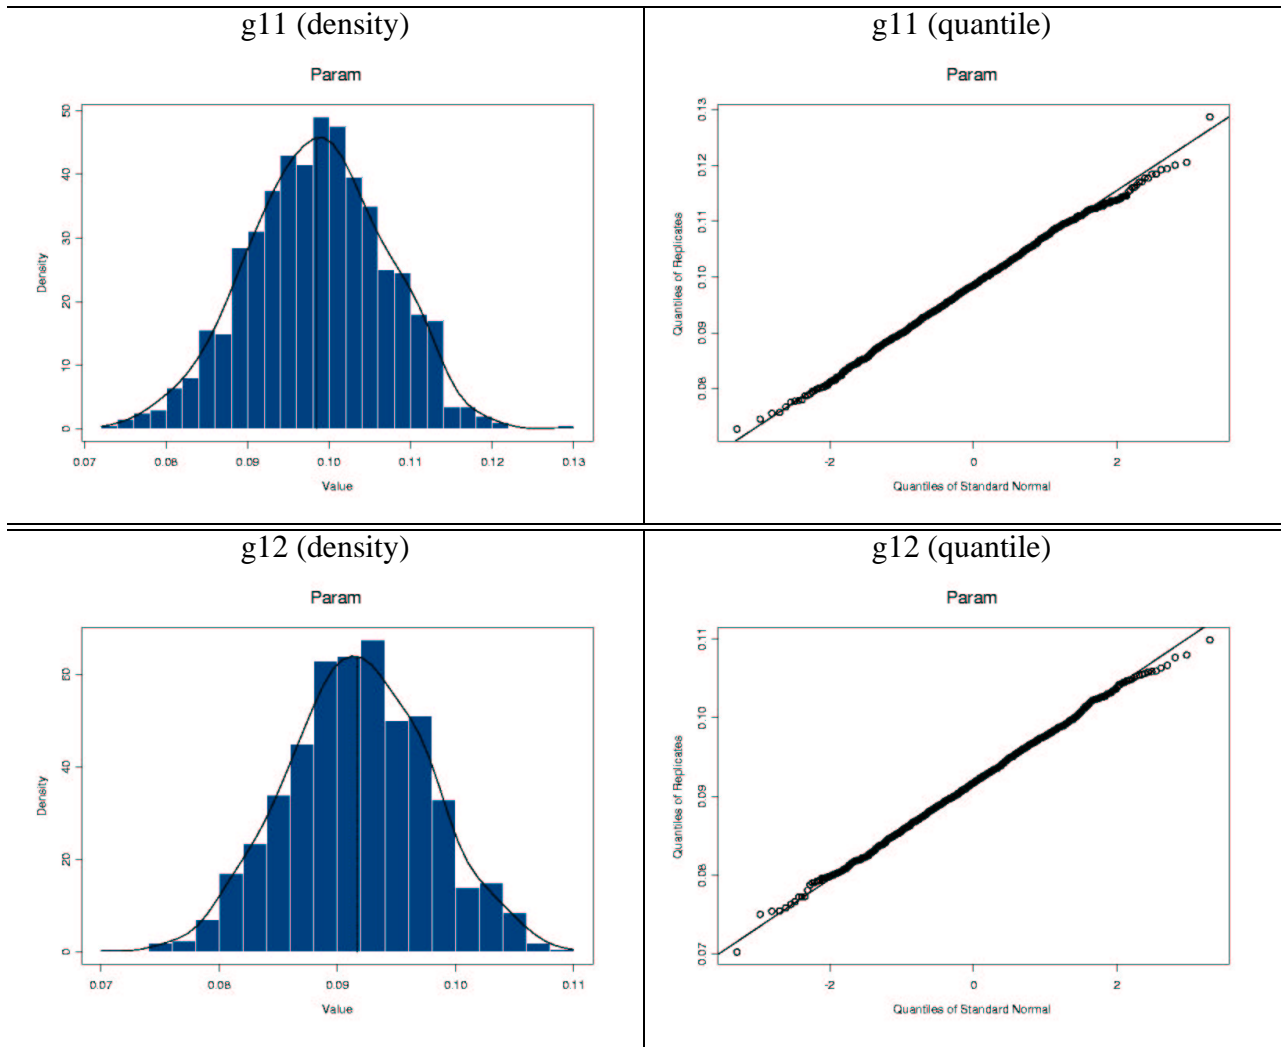 g11 (density)
Param
50
40
30
20
10
0
Density
0.07 0.08 0.09 0.10 0.11 0.12 0.13
Value
g11 (quantile)
Param
0.13
0.12
0.11
0.10
0.09
0.08
Quantiles of Replicates
-2 0 2
Quantiles of Standard Normal
g12 (density)
Param
60
40
20
0
Density
0.07 0.08 0.09 0.10 0.11
Value
g12 (quantile)
Param
0.11
0.10
0.09
0.08
0.07
Quantiles of Replicates
-2 0 2
Quantiles of Standard Normal